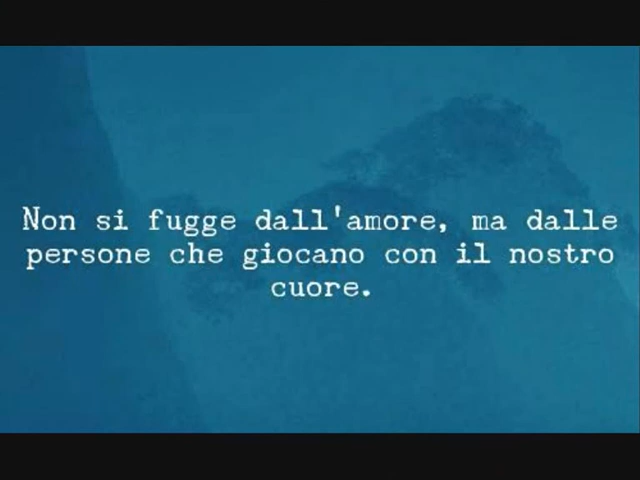 Non si fugge dall'amore, ma dalle
persone che giocano con il nostro
cuore.